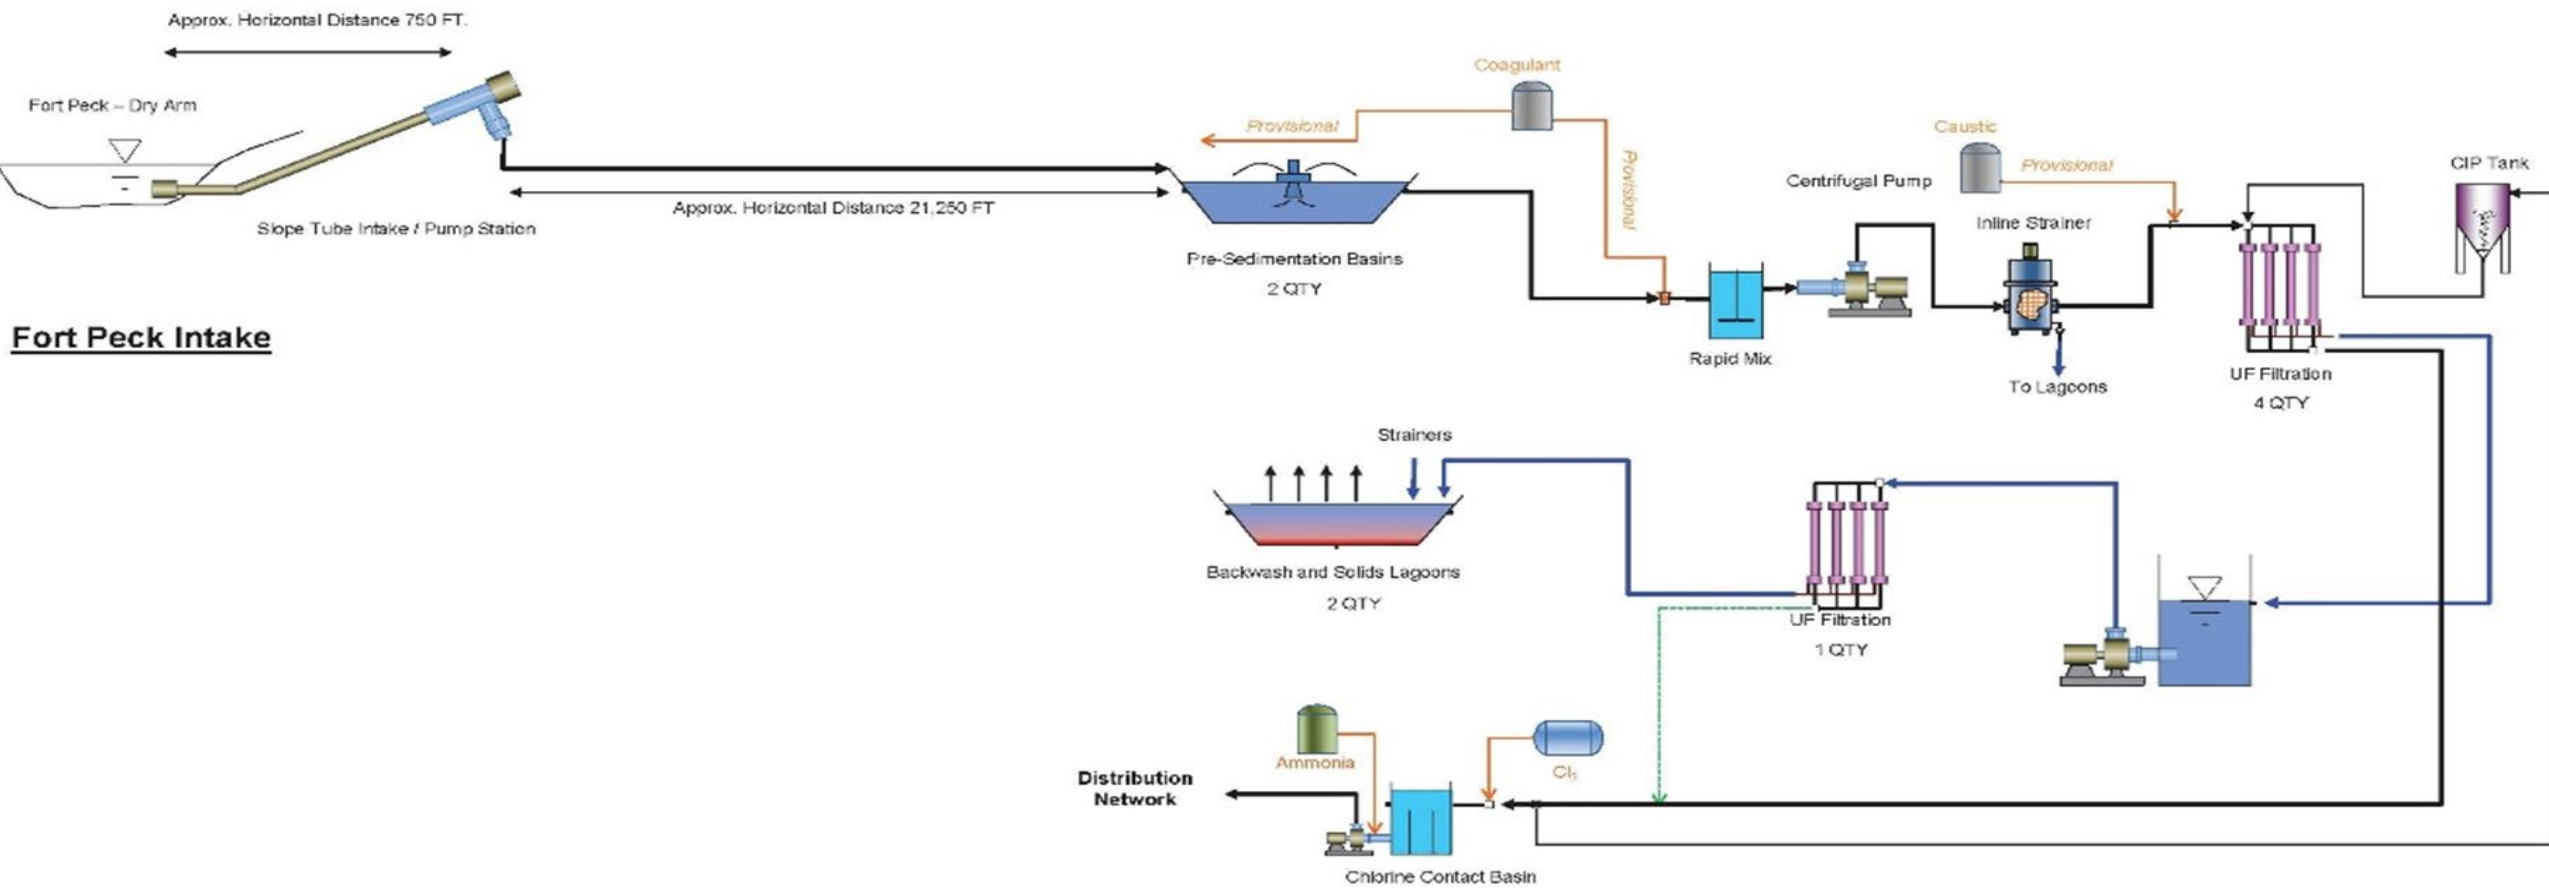 Approx. Horizontal Distance 750 FT.
Fort Peck – Dry Arm
Slope Tube Intake / Pump Station
Approx. Horizontal Distance 21,250 FT
Fort Peck Intake
Coagulant
Provisional
Provisional
Pre-Sedimentation Basins
2 QTY
Rapid Mix
Centrifugal Pump
Caustic
Provisional
Inline Strainer
To Lagoons
CIP Tank
UF Filtration
4 QTY
Strainers
Backwash and Solids Lagoons
2 QTY
UF Filtration
1 QTY
Ammonia
Cl₂
Distribution
Network
Chlorine Contact Basin